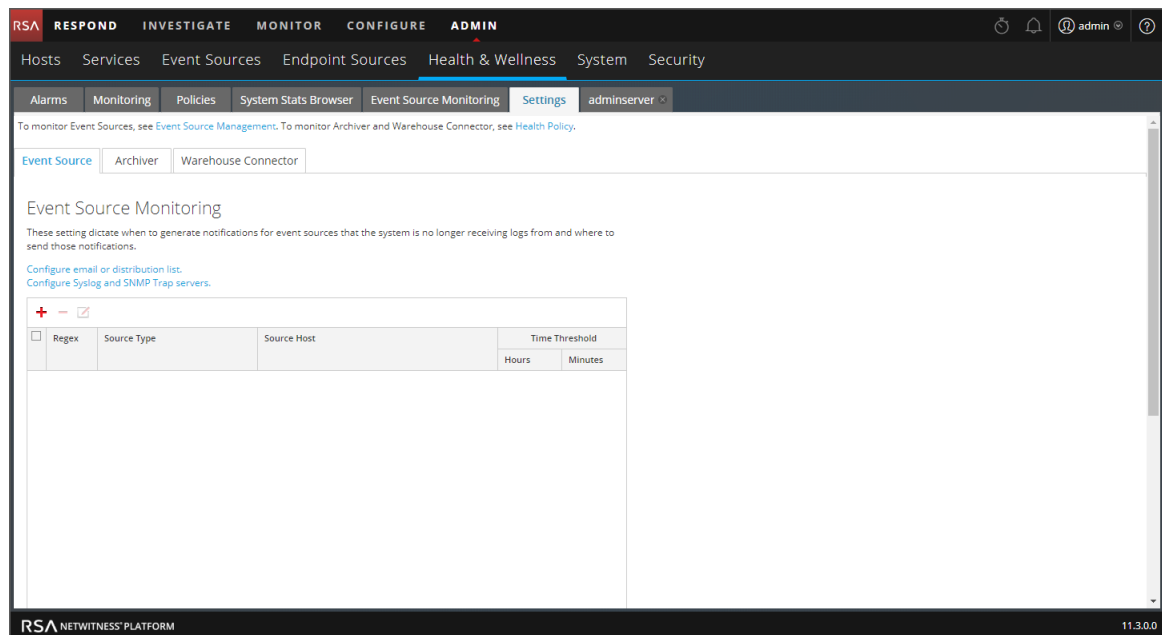 RSA RESPOND INVESTIGATE MONITOR CONFIGURE ADMIN admin
Hosts Services Event Sources Endpoint Sources Health & Wellness System Security
Alarms Monitoring Policies System Stats Browser Event Source Monitoring Settings adminserver
To monitor Event Sources, see Event Source Management. To monitor Archiver and Warehouse Connector, see Health Policy.
Event Source Archiver Warehouse Connector
Event Source Monitoring
These setting dictate when to generate notifications for event sources that the system is no longer receiving logs from and where to
send those notifications.
Configure email or distribution list.
Configure Syslog and SNMP Trap servers.
Regex Source Type Source Host Time Threshold
Hours Minutes
RSA NETWITNESS® PLATFORM 11.3.0.0